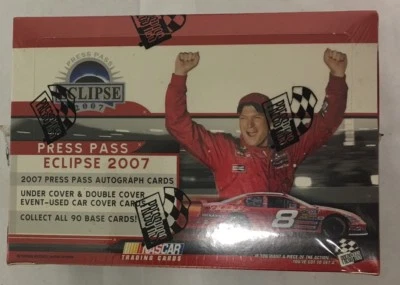 PRESS PASS
ECLIPSE
2007
PRESS PASS
ECLIPSE 2007
2007 PRESS PASS AUTOGRAPH CARDS
UNDER COVER & DOUBLE COVER
EVENT-USED CAR COVER CARDS
COLLECT ALL 90 BASE CARDS!
8
NASCAR
TRADING CARDS